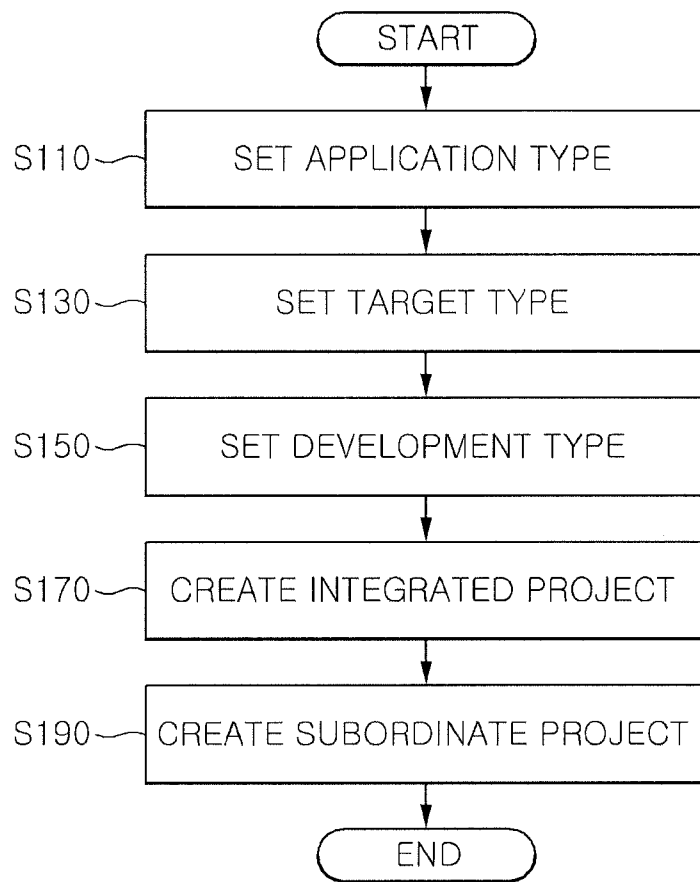 START
S110 SET APPLICATION TYPE
S130 SET TARGET TYPE
S150 SET DEVELOPMENT TYPE
S170 CREATE INTEGRATED PROJECT
S190 CREATE SUBORDINATE PROJECT
END